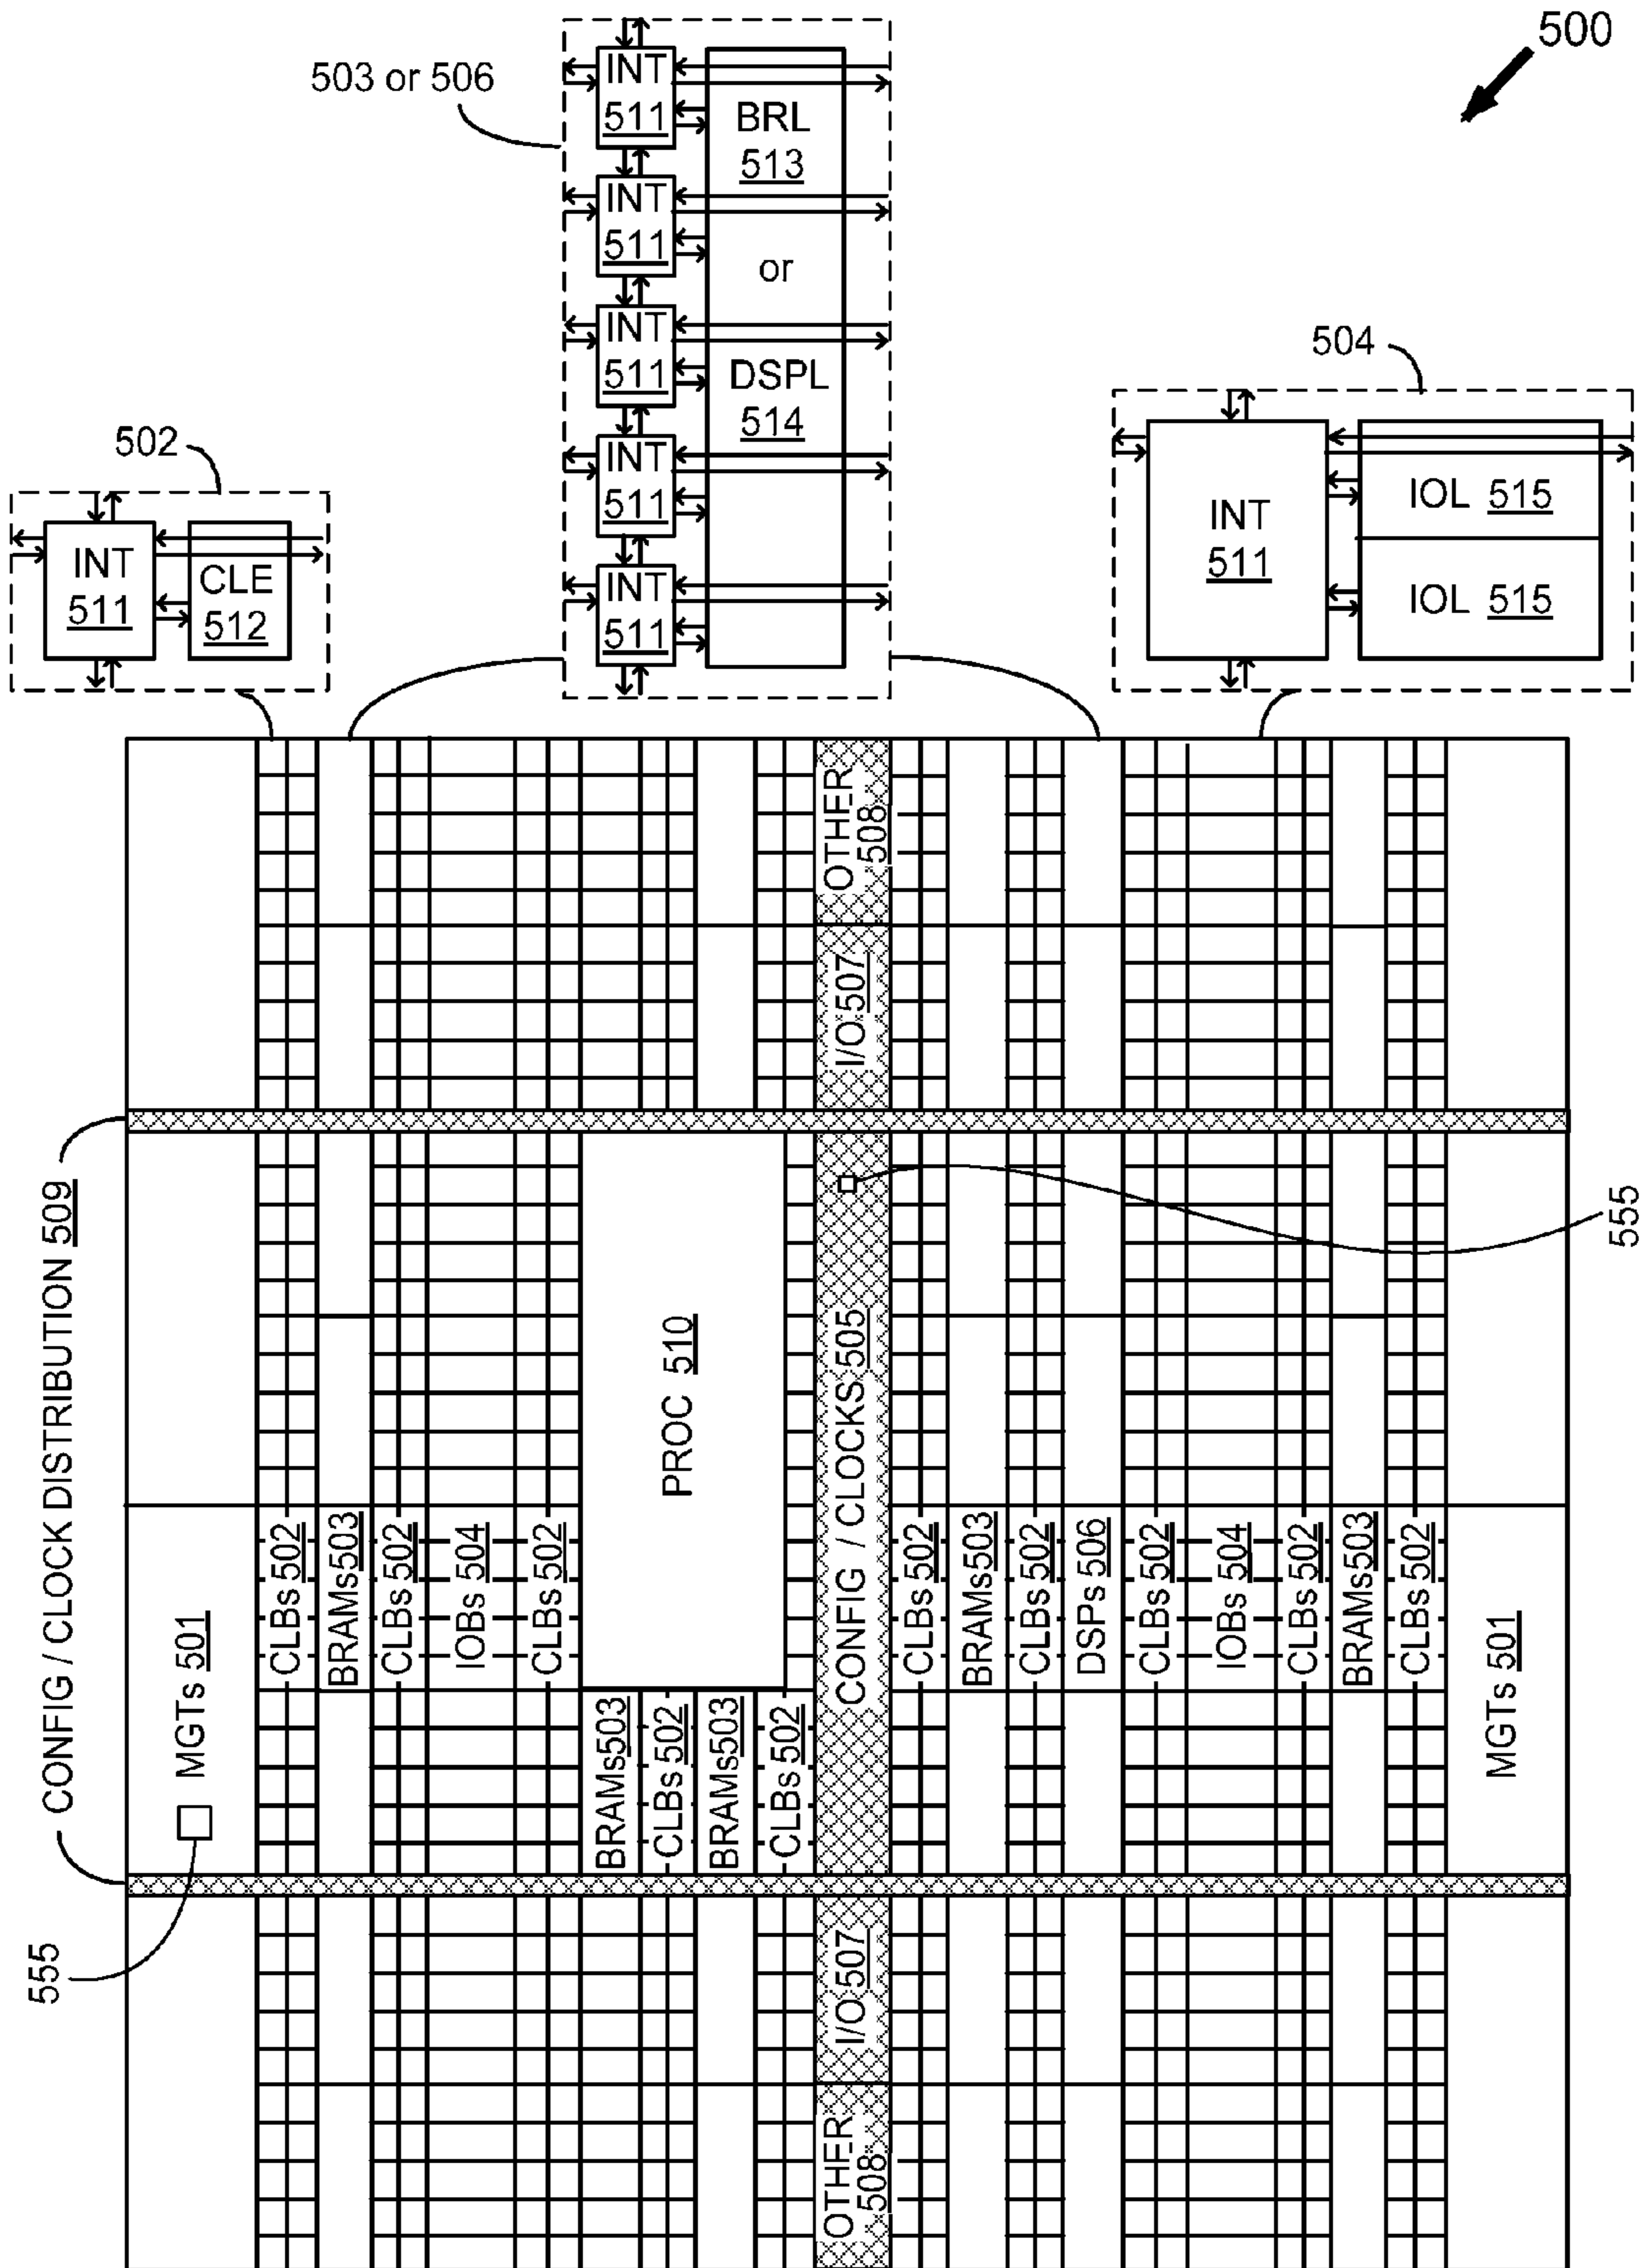 500
503 or 506
INT
511
INT
511
INT
511
INT
511
INT
511
BRL
513
or
DSPL
514
504
INT
511
IOL 515
IOL 515
502
INT
511
CLE
512
CONFIG / CLOCK DISTRIBUTION 509
OTHER
508
I/O 507
555
PROC 510
CONFIG / CLOCKS 505
MGTs 501
CLBs 502
BRAMs 503
CLBs 502
IOBs 504
CLBs 502
BRAMs 503
CLBs 502
BRAMs 503
CLBs 502
CLBs 502
BRAMs 503
CLBs 502
DSPs 506
CLBs 502
IOBs 504
CLBs 502
BRAMs 503
CLBs 502
MGTs 501
555
I/O 507
OTHER
508